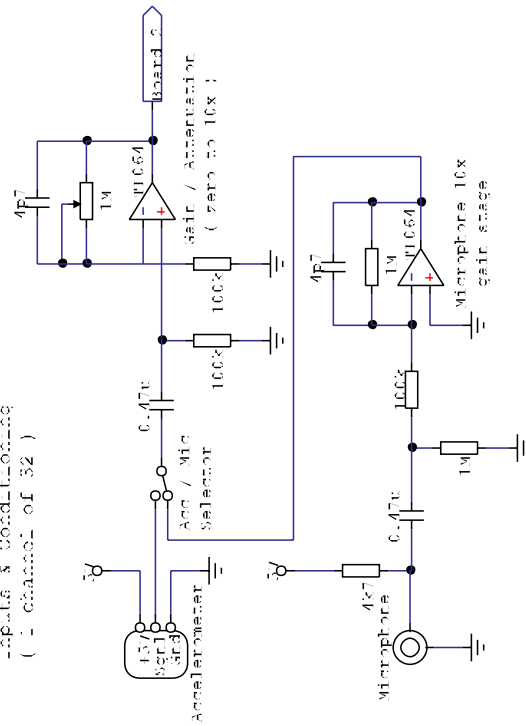 Inputs & Conditioning
( 1 channel of 32 )
5V
+5V
Sgnl
Gnd
Accelerometer
Acc / Mic
Selector
0.47u
100k
100k
4p7
1M
TL064
Gain / Attenuation
( zero to 10x )
Board 2
5V
4k7
Microphone
0.47u
1M
100k
4p7
1M
TL064
Microphone 10x
gain stage